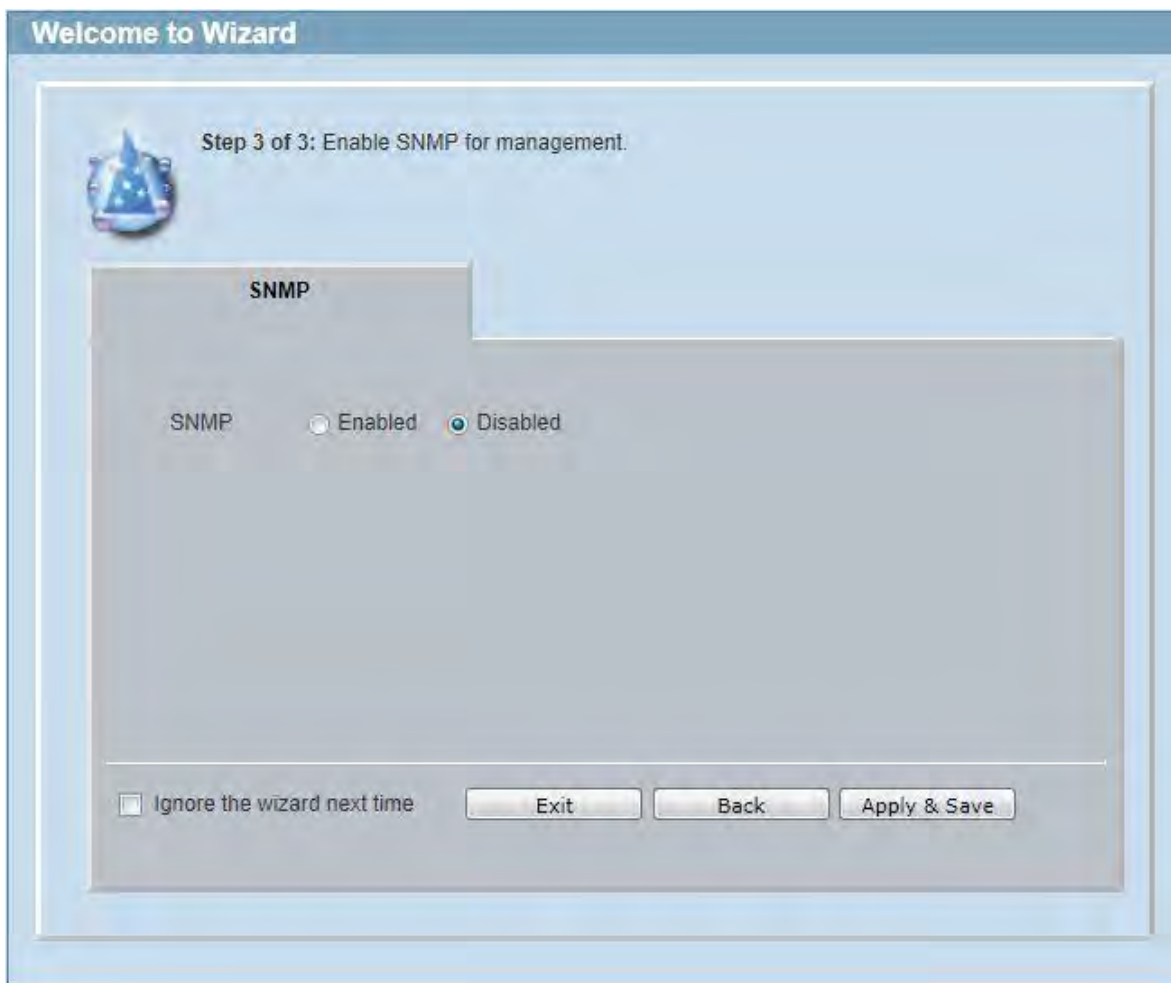 Welcome to Wizard
Step 3 of 3: Enable SNMP for management.
SNMP
SNMP Enabled Disabled
Ignore the wizard next time Exit Back Apply & Save